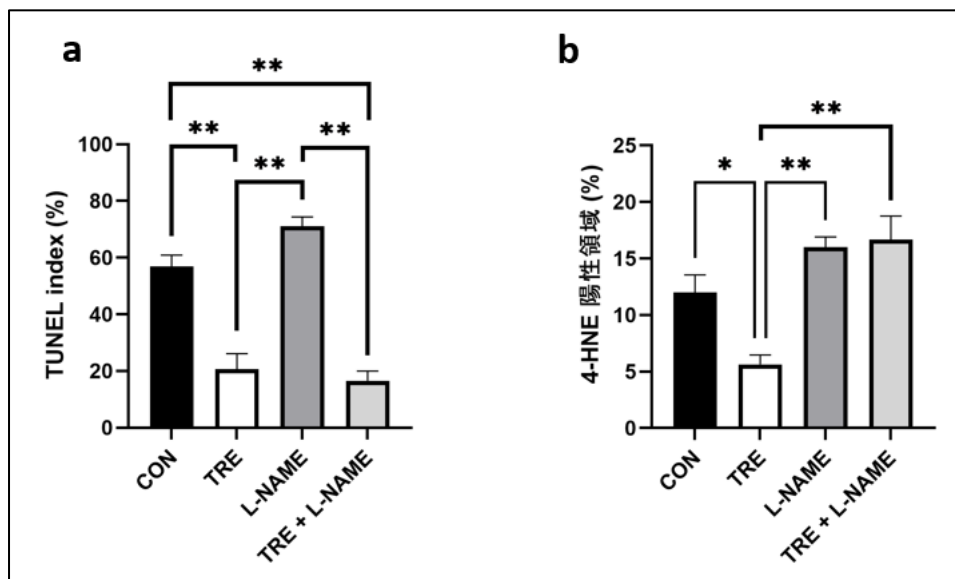 a
**
** **
**
100
80
60
40
20
0
TUNEL index (%)
CON
TRE
L-NAME
TRE + L-NAME
b
**
* **
25
20
15
10
5
0
4-HNE 陽性領域 (%)
CON
TRE
L-NAME
TRE + L-NAME